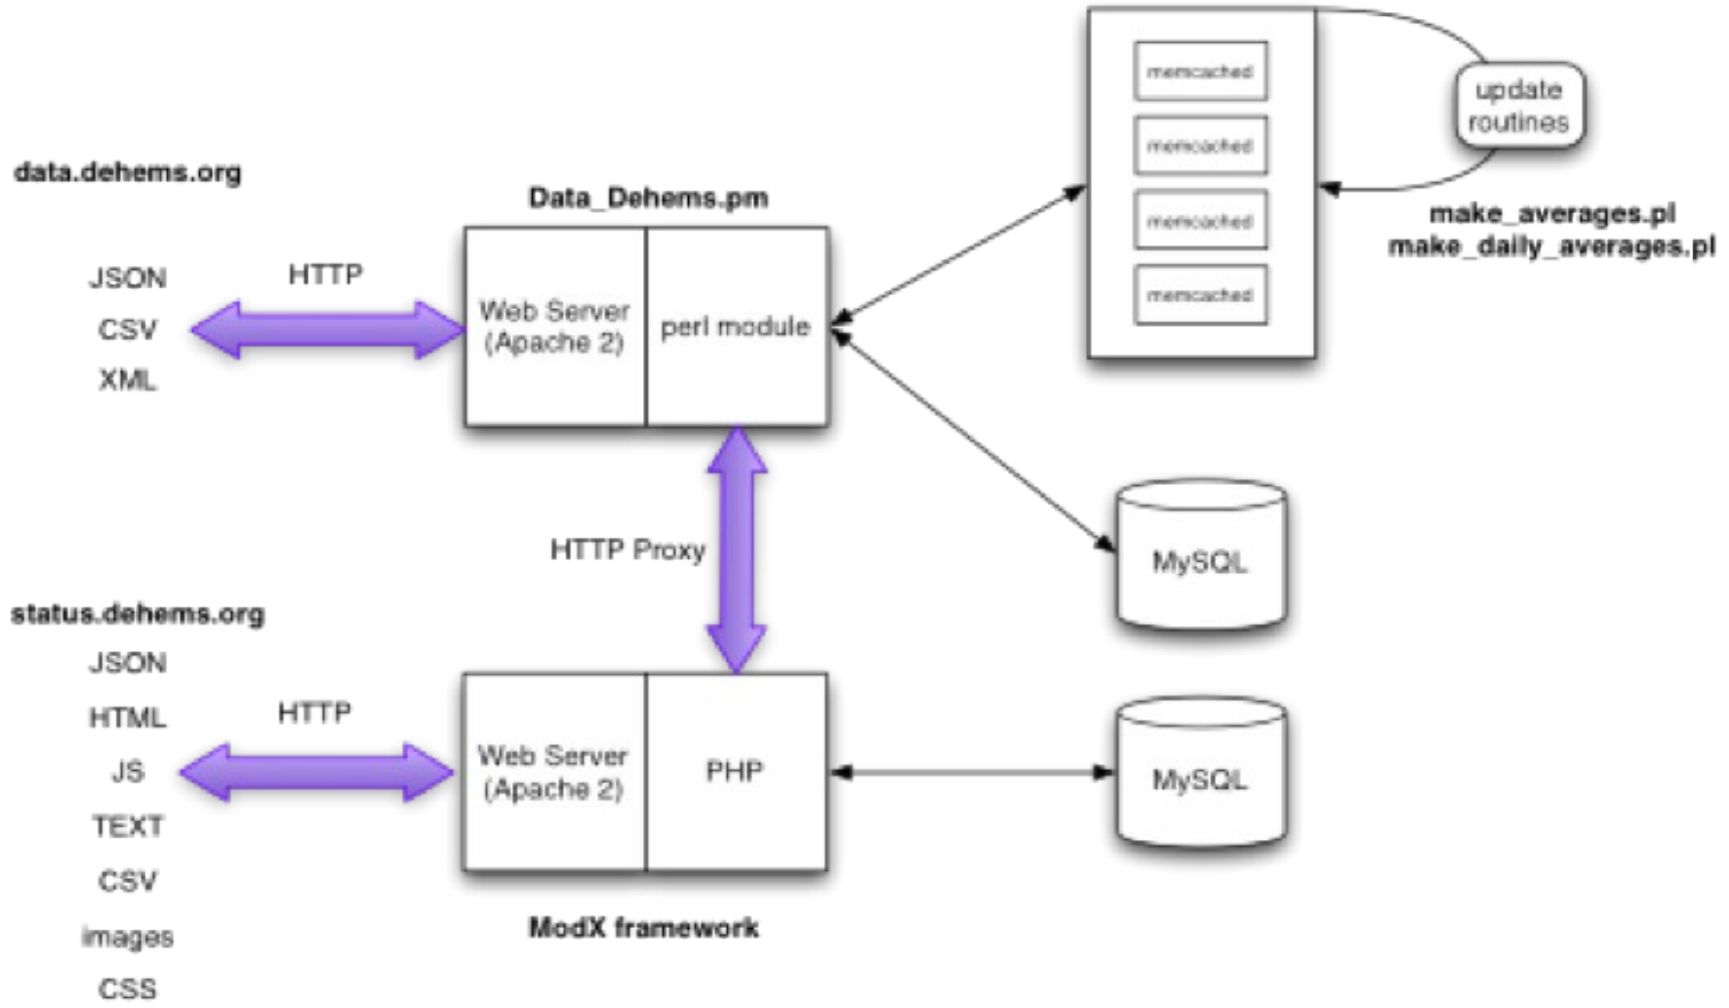 memcached
memcached
memcached
memcached
update
routines
make_averages.pl
make_daily_averages.pl
data.dehems.org
JSON
CSV
XML
HTTP
Data_Dehems.pm
Web Server
(Apache 2)
perl module
HTTP Proxy
MySQL
status.dehems.org
JSON
HTML
JS
TEXT
CSV
images
CSS
HTTP
Web Server
(Apache 2)
PHP
MySQL
ModX framework